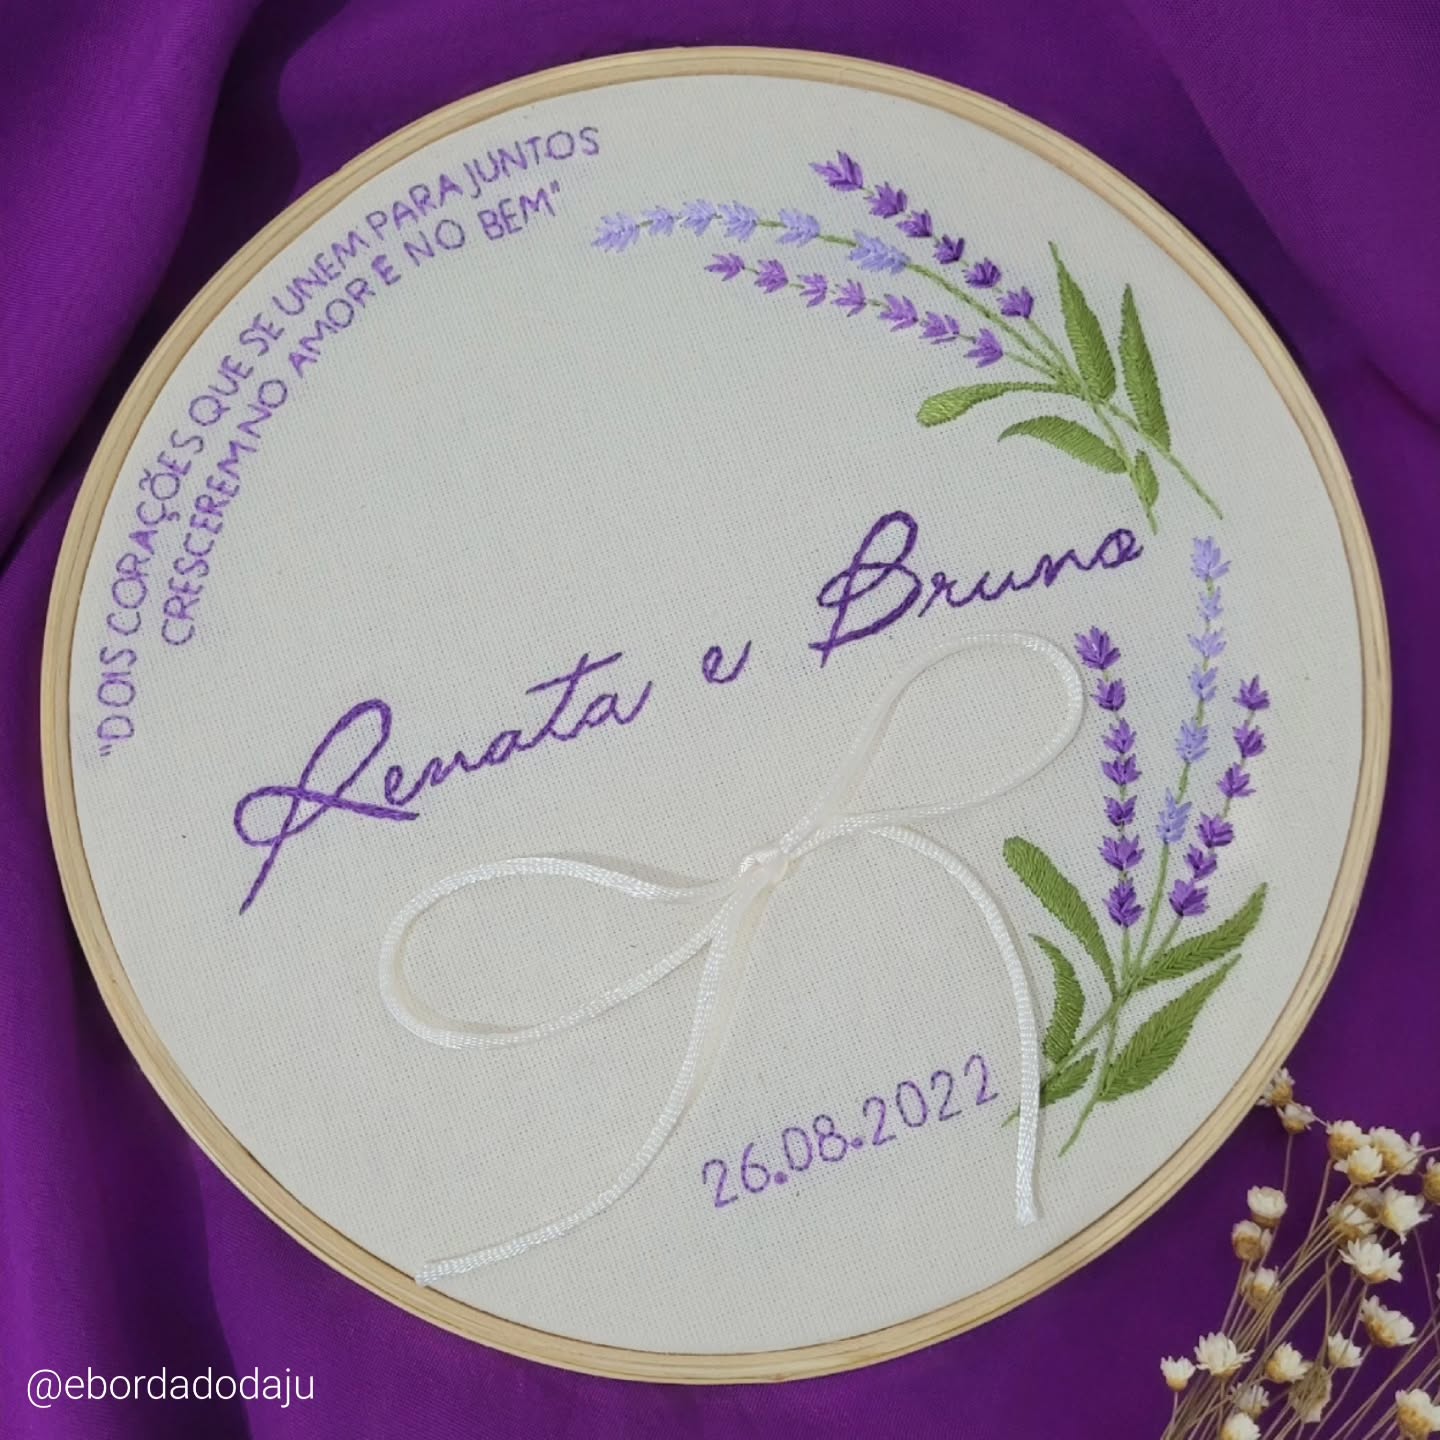 "DOIS CORAÇÕES QUE SE UNEM PARA JUNTOS
CRESCEREM NO AMOR E NO BEM"
Renata e Bruno
26.08.2022
@ebordadodaju